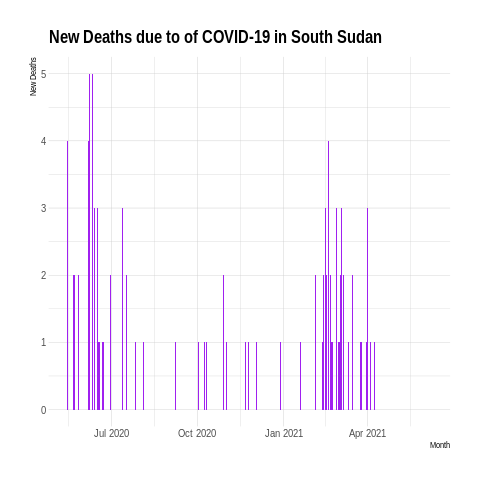 New Deaths due to of COVID-19 in South Sudan
New Deaths
5
4
3
2
1
0
Jul 2020 Oct 2020 Jan 2021 Apr 2021
Month